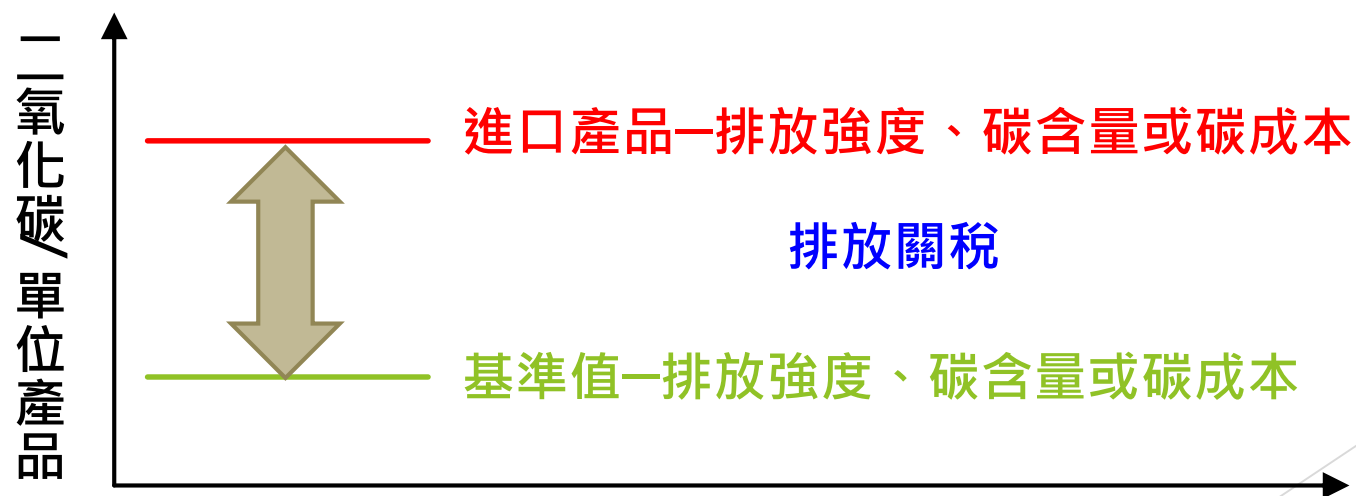 二氧化碳/單位產品
進口產品—排放強度、碳含量或碳成本
排放關稅
基準值—排放強度、碳含量或碳成本